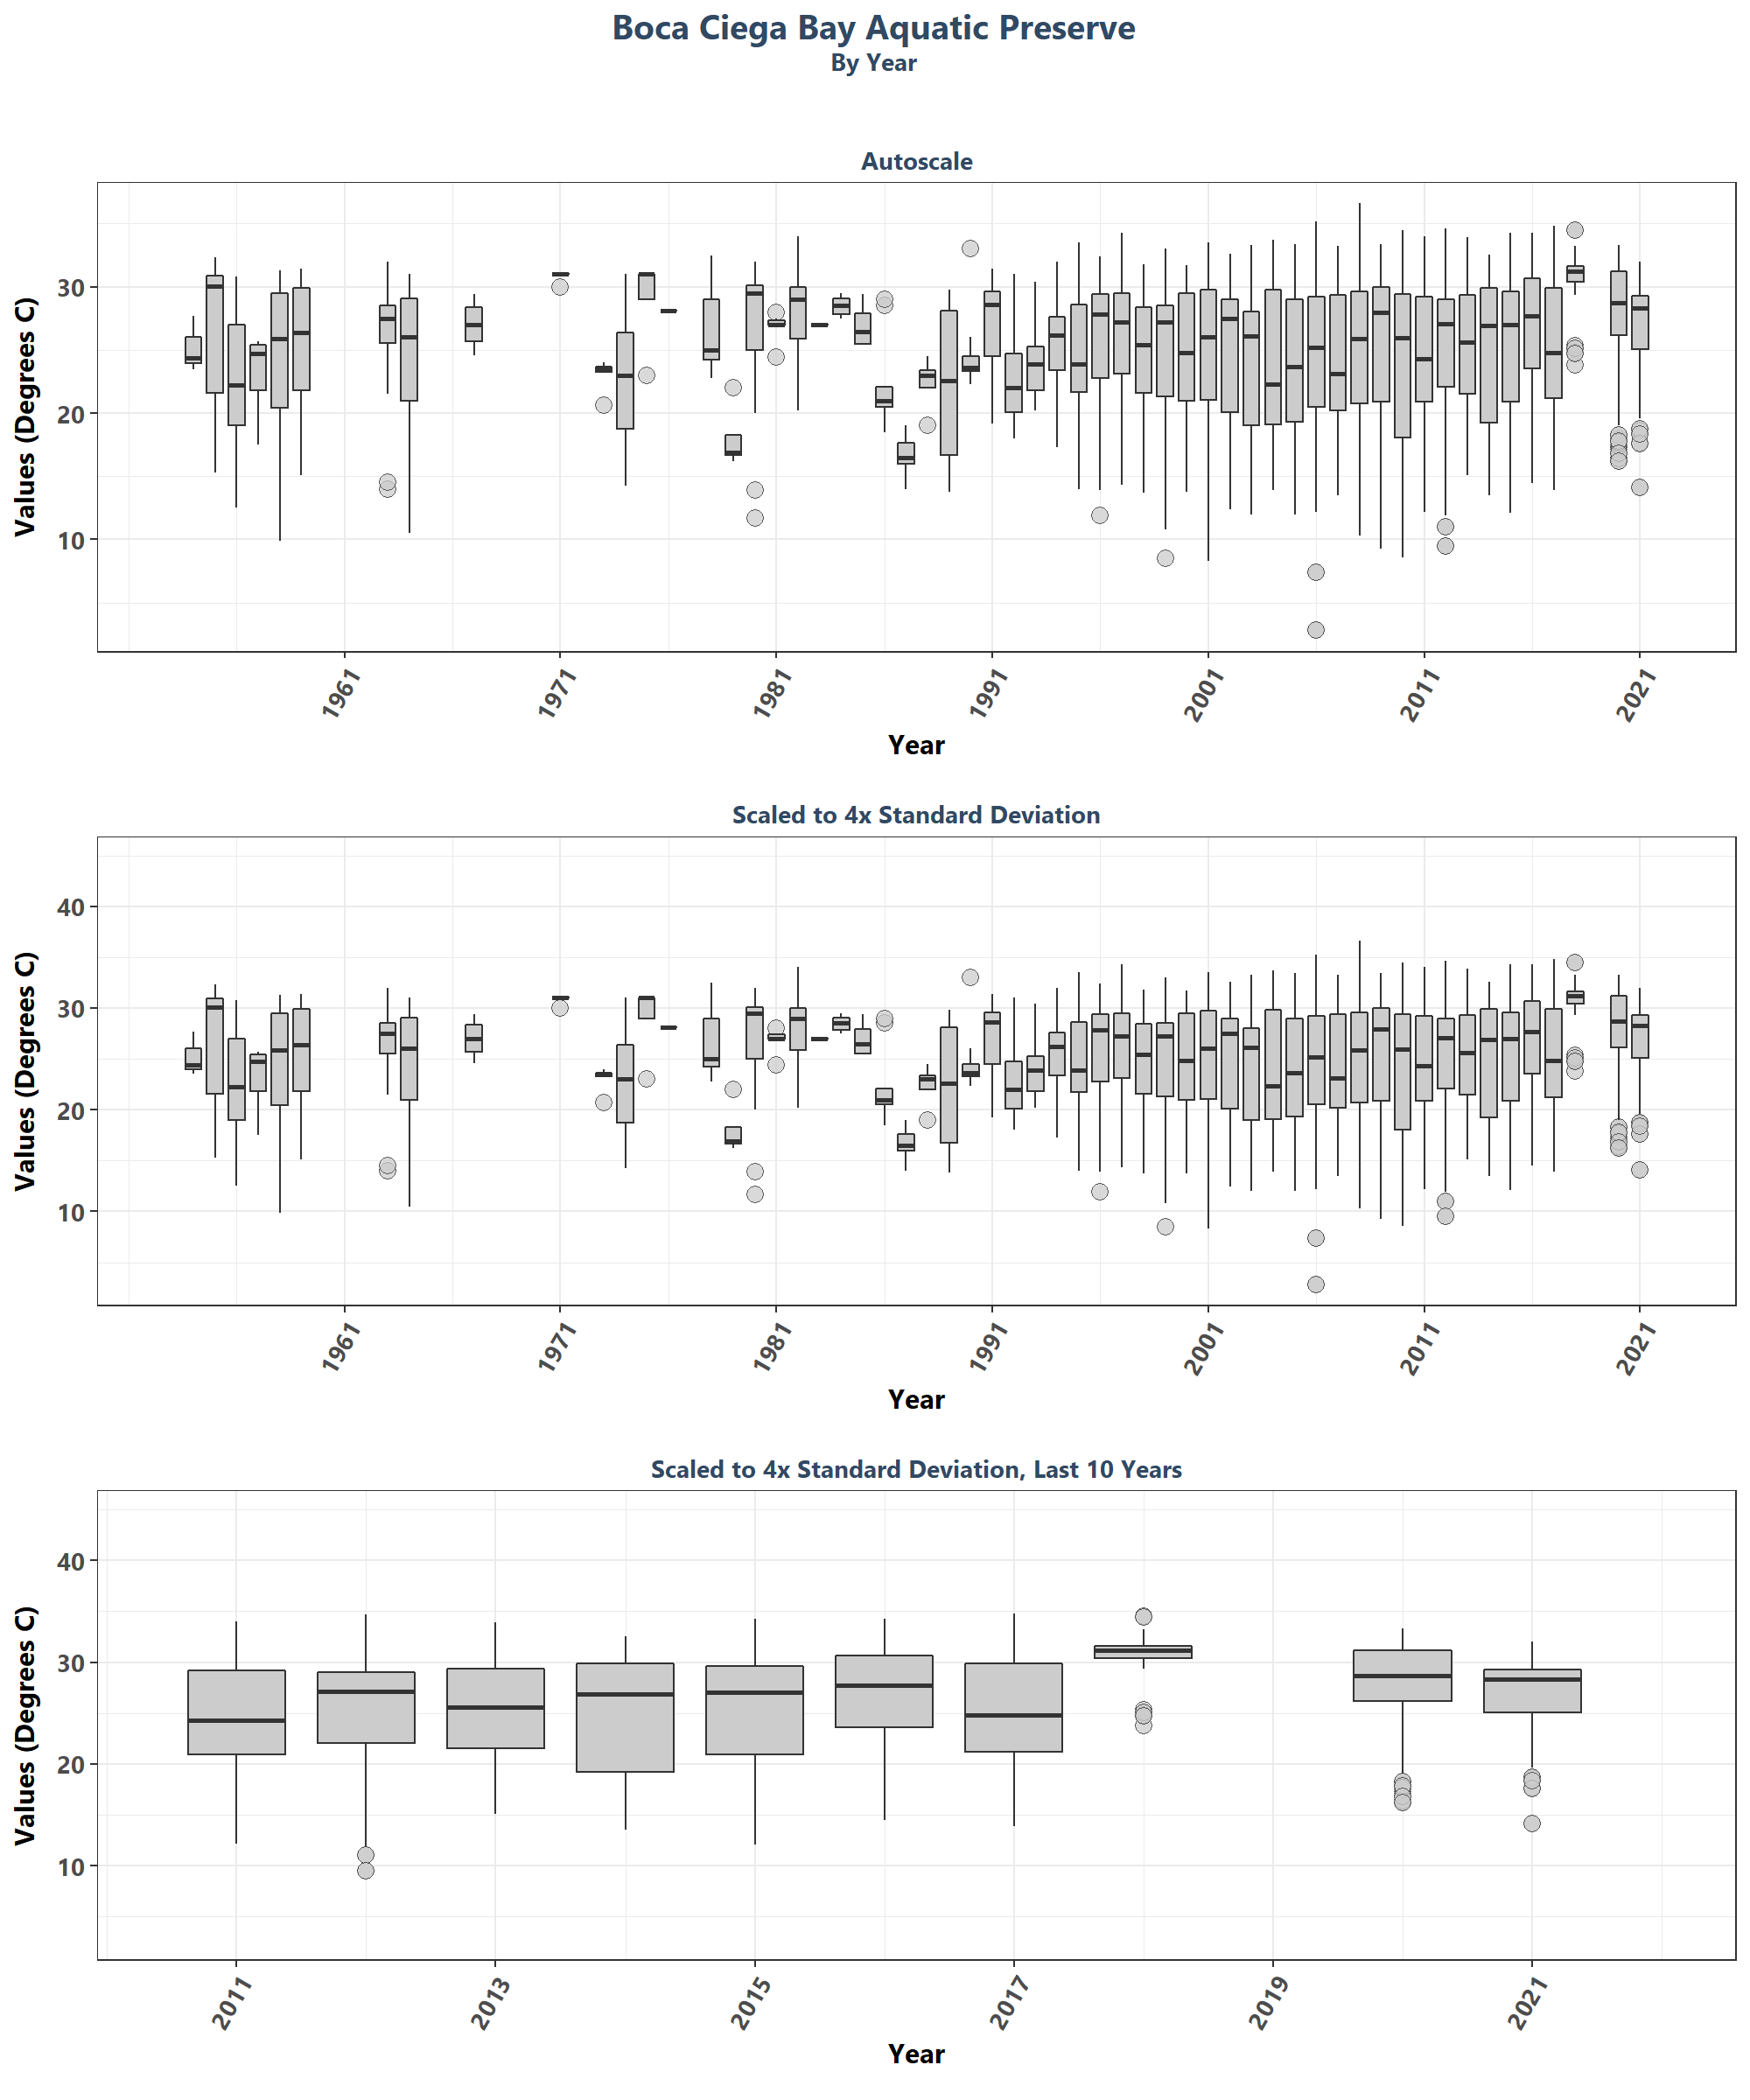 Boca Ciega Bay Aquatic Preserve
By Year
Autoscale
Values (Degrees C)
30
20
10
1961
1971
1981
1991
2001
2011
2021
Year
Scaled to 4x Standard Deviation
Values (Degrees C)
40
30
20
10
1961
1971
1981
1991
2001
2011
2021
Year
Scaled to 4x Standard Deviation, Last 10 Years
Values (Degrees C)
40
30
20
10
2011
2013
2015
2017
2019
2021
Year